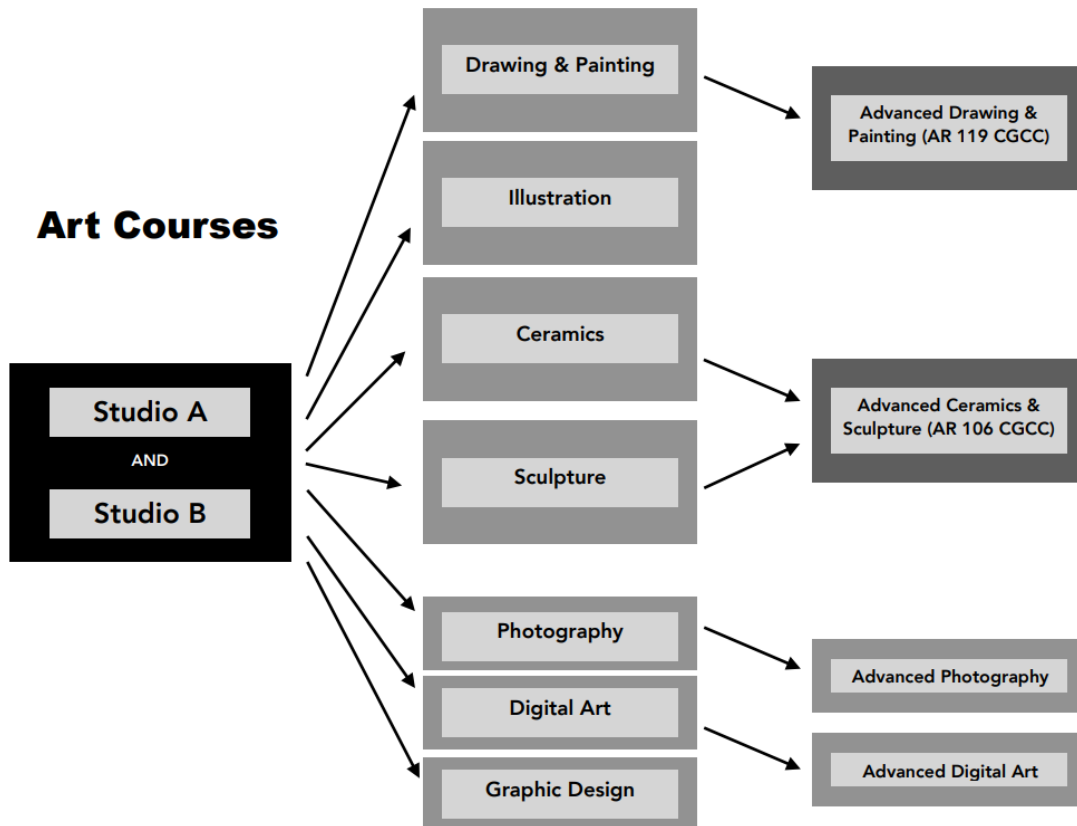 Art Courses
Studio A
AND
Studio B
Drawing & Painting
Illustration
Ceramics
Sculpture
Photography
Digital Art
Graphic Design
Advanced Drawing &
Painting (AR 119 CGCC)
Advanced Ceramics &
Sculpture (AR 106 CGCC)
Advanced Photography
Advanced Digital Art